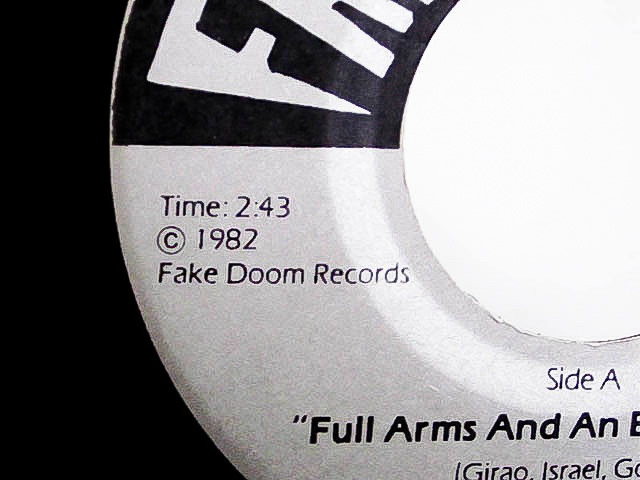 Time: 2:43
© 1982
Fake Doom Records
Side A
"Full Arms And An
(Girao, Israel,